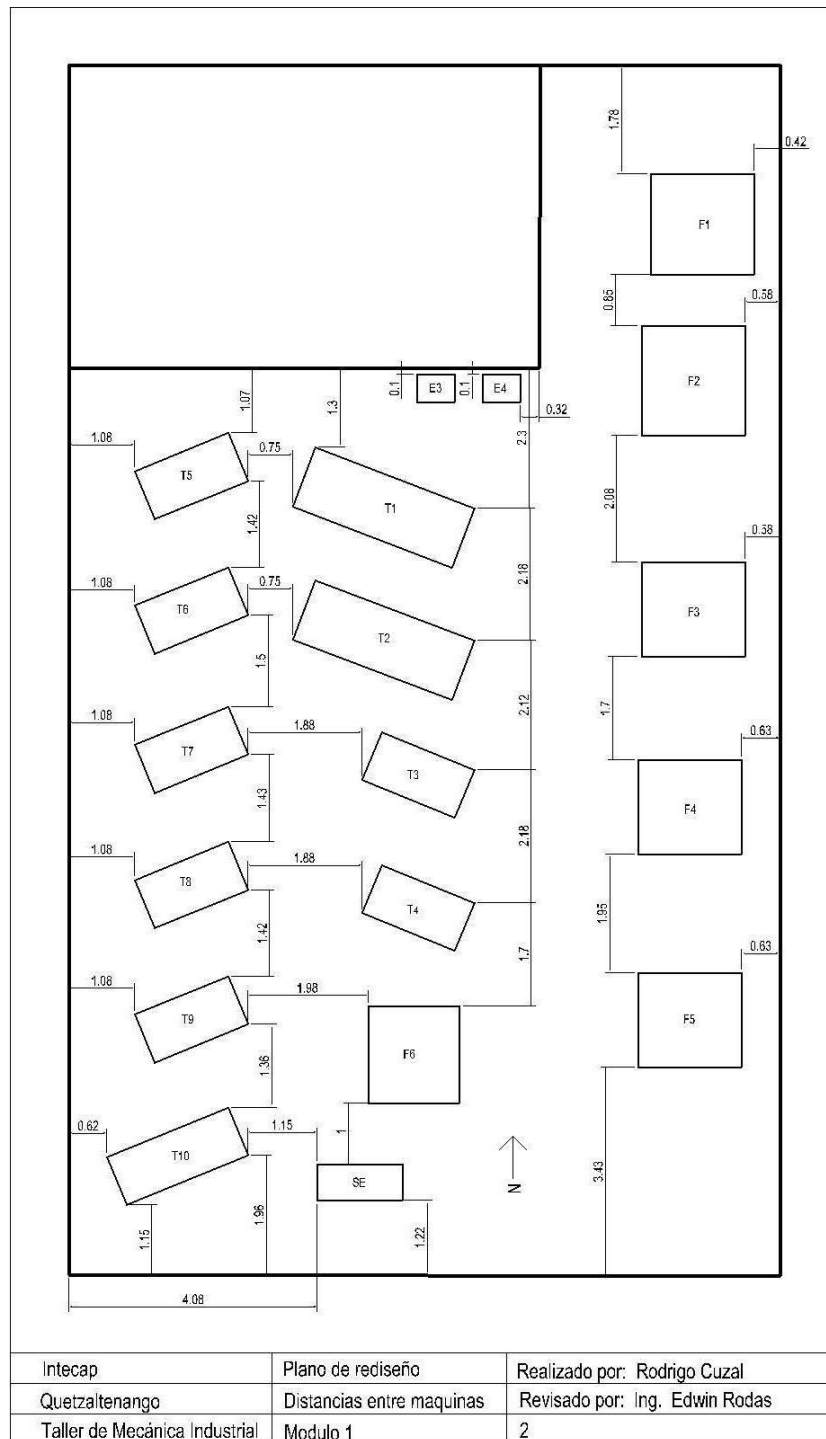 1.78
0.42
F1
0.85
0.58
F2
E3
E4
0.1
0.1
0.32
1.07
1.3
2.3
1.08
0.75
T5
T1
2.08
1.42
2.18
0.58
1.08
0.75
T6
T2
F3
1.5
2.12
1.7
1.08
1.88
0.63
T7
T3
F4
1.43
2.18
1.08
1.88
T8
T4
1.95
1.42
1.7
0.63
1.08
1.98
T9
F5
F6
1.36
0.62
1.15
1
T10
SE
N
3.43
1.15
1.96
1.22
4.08
Intecap
Plano de rediseño
Realizado por: Rodrigo Cuzal
Quetzaltenango
Distancias entre maquinas
Revisado por: Ing. Edwin Rodas
Taller de Mecánica Industrial
Modulo 1
2